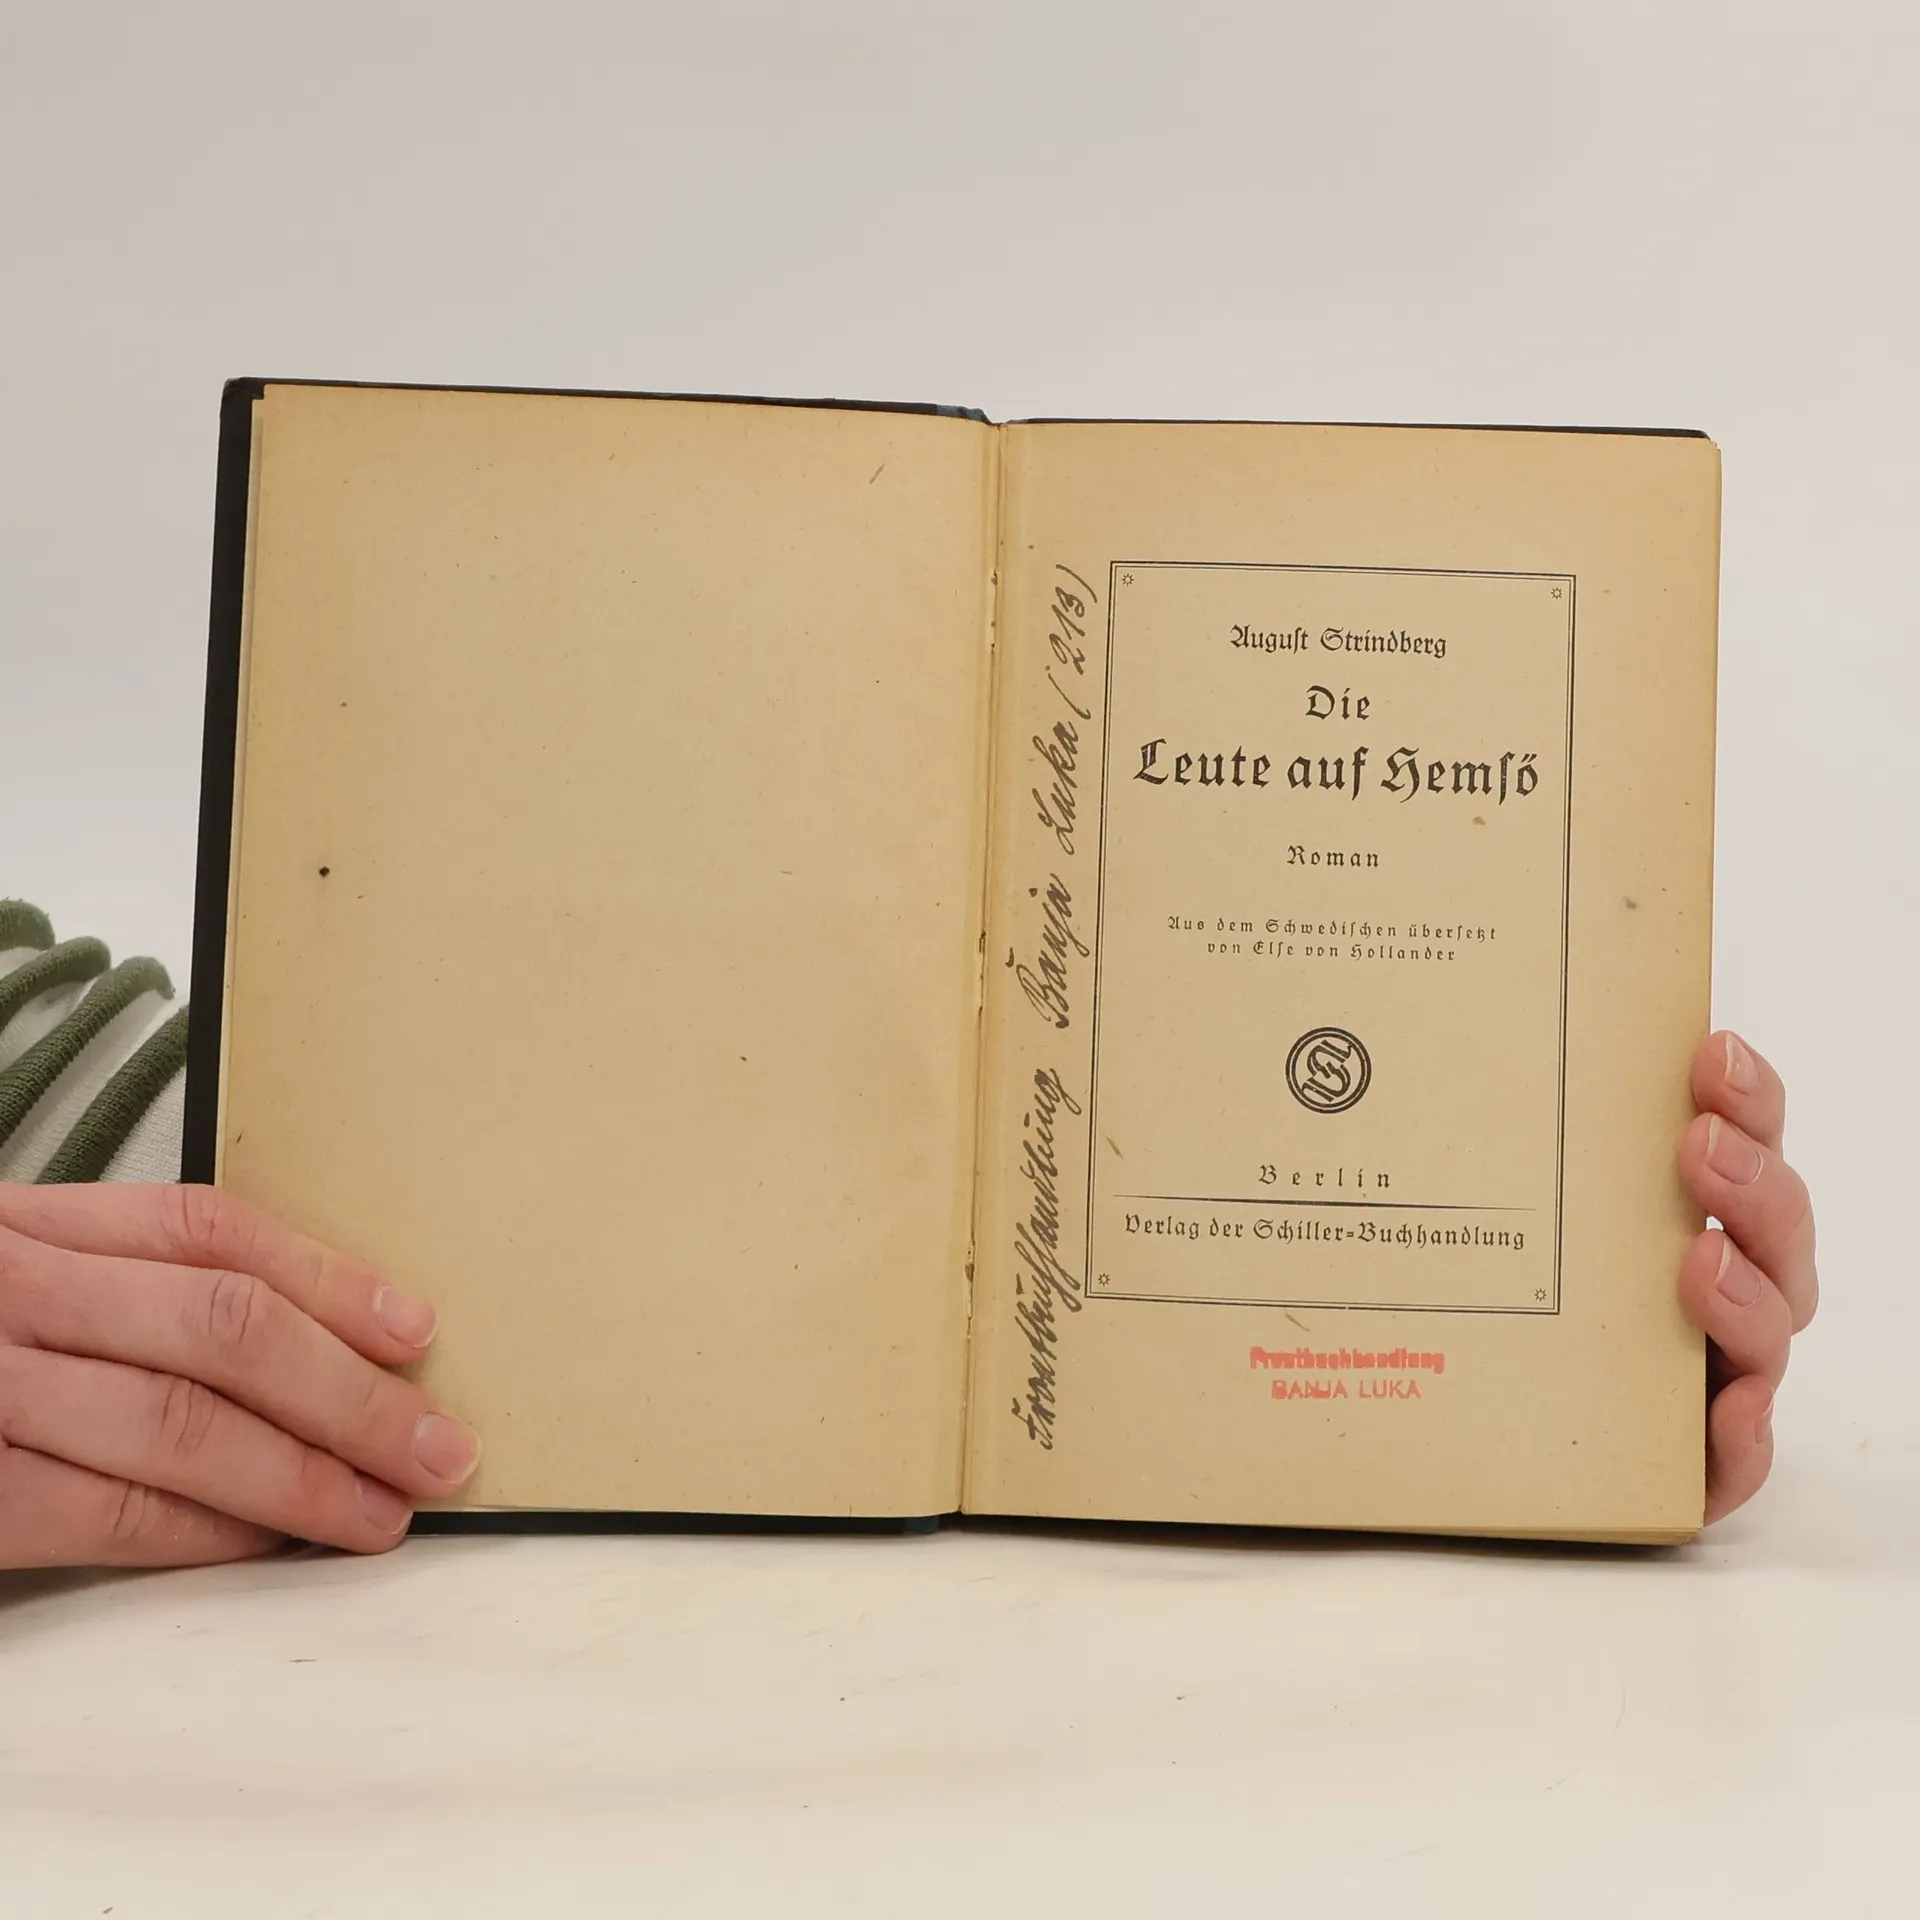 Frontbuchhandlung Banja Luka (213)
August Strindberg
Die
Leute auf Hemsö
Roman
Aus dem Schwedischen übersetzt
von Else von Hollander
Berlin
Verlag der Schiller=Buchhandlung
Frontbuchhandlung
BANJA LUKA